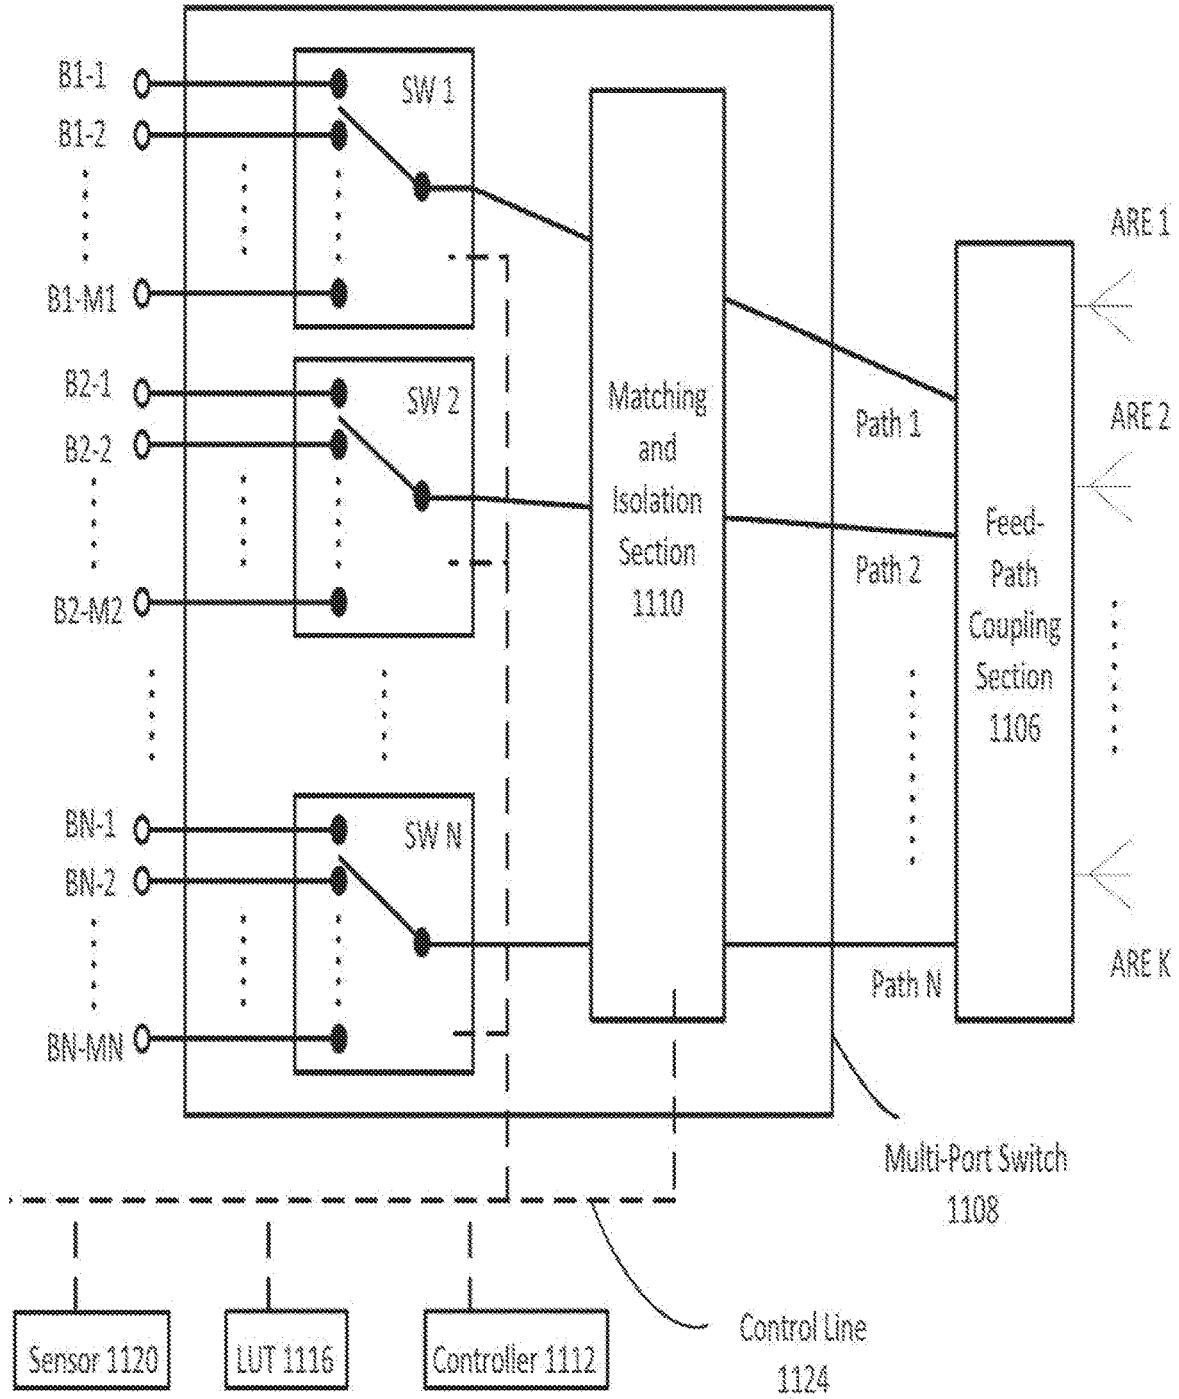 B1-1
SW 1
B1-2
B1-M1
B2-1
SW 2
B2-2
B2-M2
BN-1
SW N
BN-2
BN-MN
Matching
and
Isolation
Section
1110
Path 1
Path 2
Path N
Feed-
Path
Coupling
Section
1106
ARE 1
ARE 2
ARE K
Multi-Port Switch
1108
Control Line
1124
Sensor 1120
LUT 1116
Controller 1112